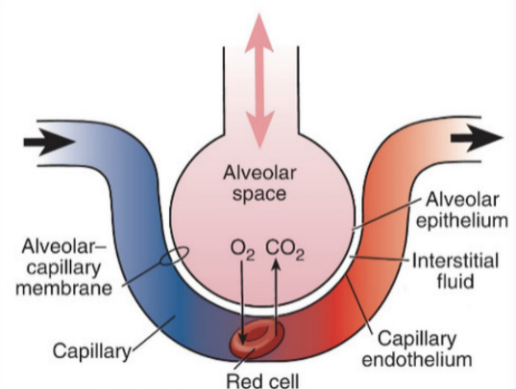 Alveolar
space
O₂ CO₂
Alveolar
epithelium
Alveolar–
capillary
membrane
Interstitial
fluid
Capillary
Capillary
endothelium
Red cell